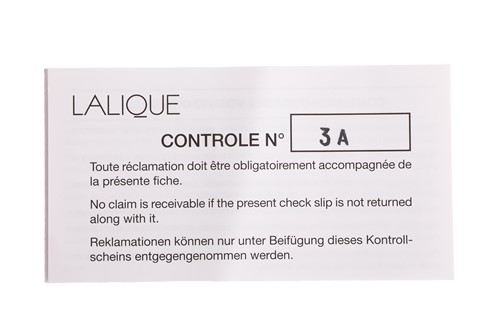 LALIQUE
CONTROLE N° 3 A
Toute réclamation doit être obligatoirement accompagnée de
la présente fiche.
No claim is receivable if the present check slip is not returned
along with it.
Reklamationen können nur unter Beifügung dieses Kontroll-
scheins entgegengenommen werden.